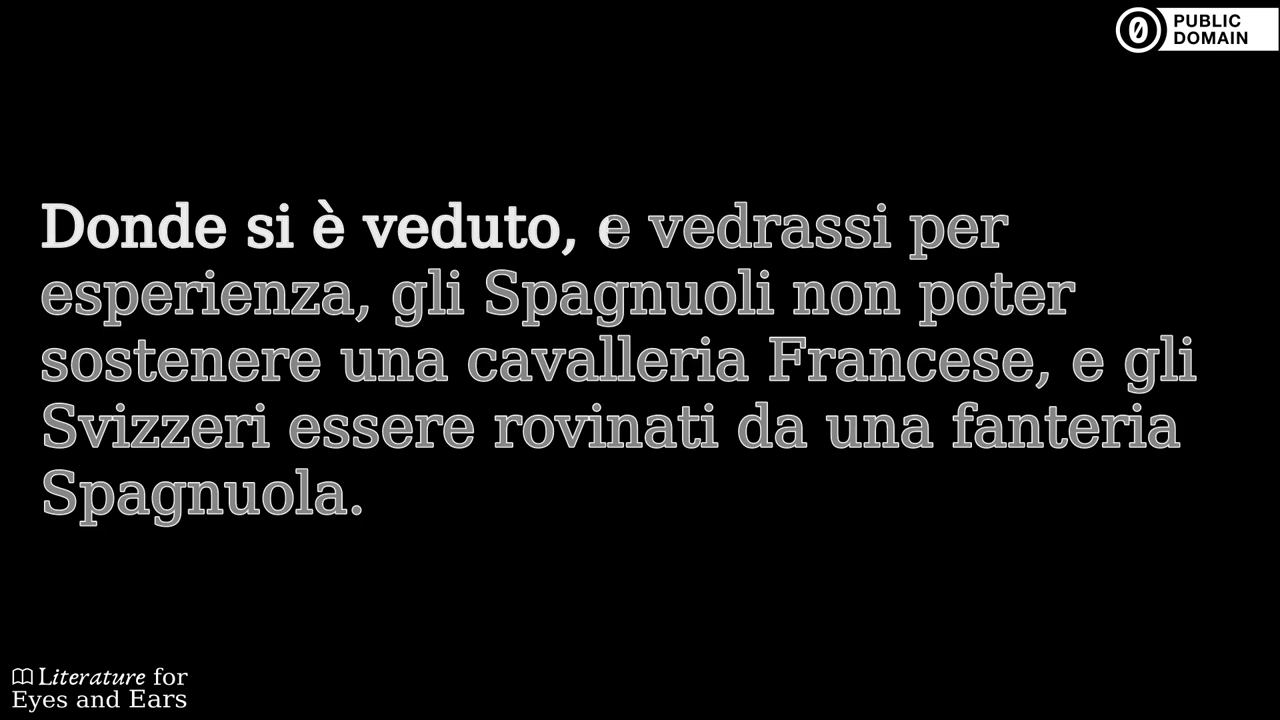 PUBLIC
DOMAIN
Donde si è veduto, e vedrassi per
esperienza, gli Spagnuoli non poter
sostenere una cavalleria Francese, e gli
Svizzeri essere rovinati da una fanteria
Spagnuola.
Literature for
Eyes and Ears